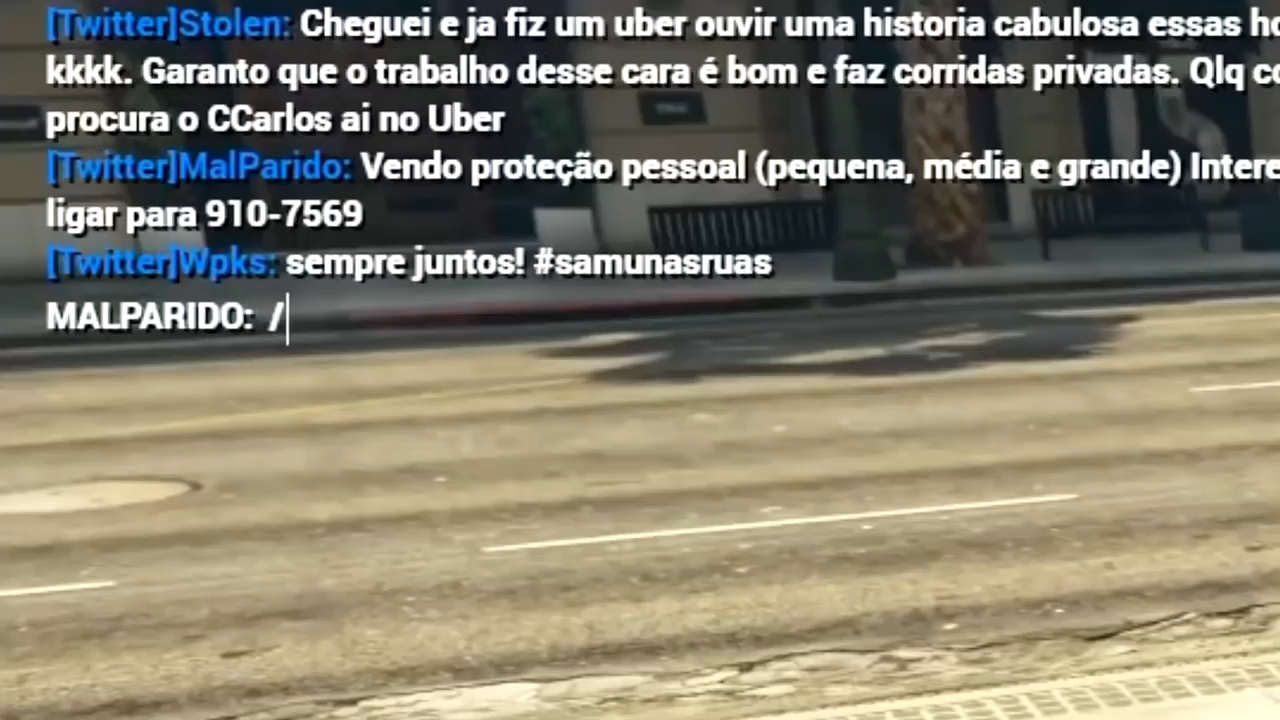 [Twitter]Stolen: Cheguei e ja fiz um uber ouvir uma historia cabulosa essas
kkkk. Garanto que o trabalho desse cara é bom e faz corridas privadas. Qlq
procura o CCarlos ai no Uber
[Twitter]MalParido: Vendo proteção pessoal (pequena, média e grande)
ligar para 910-7569
[Twitter]Wpks: sempre juntos! #samunasruas
MALPARIDO: /